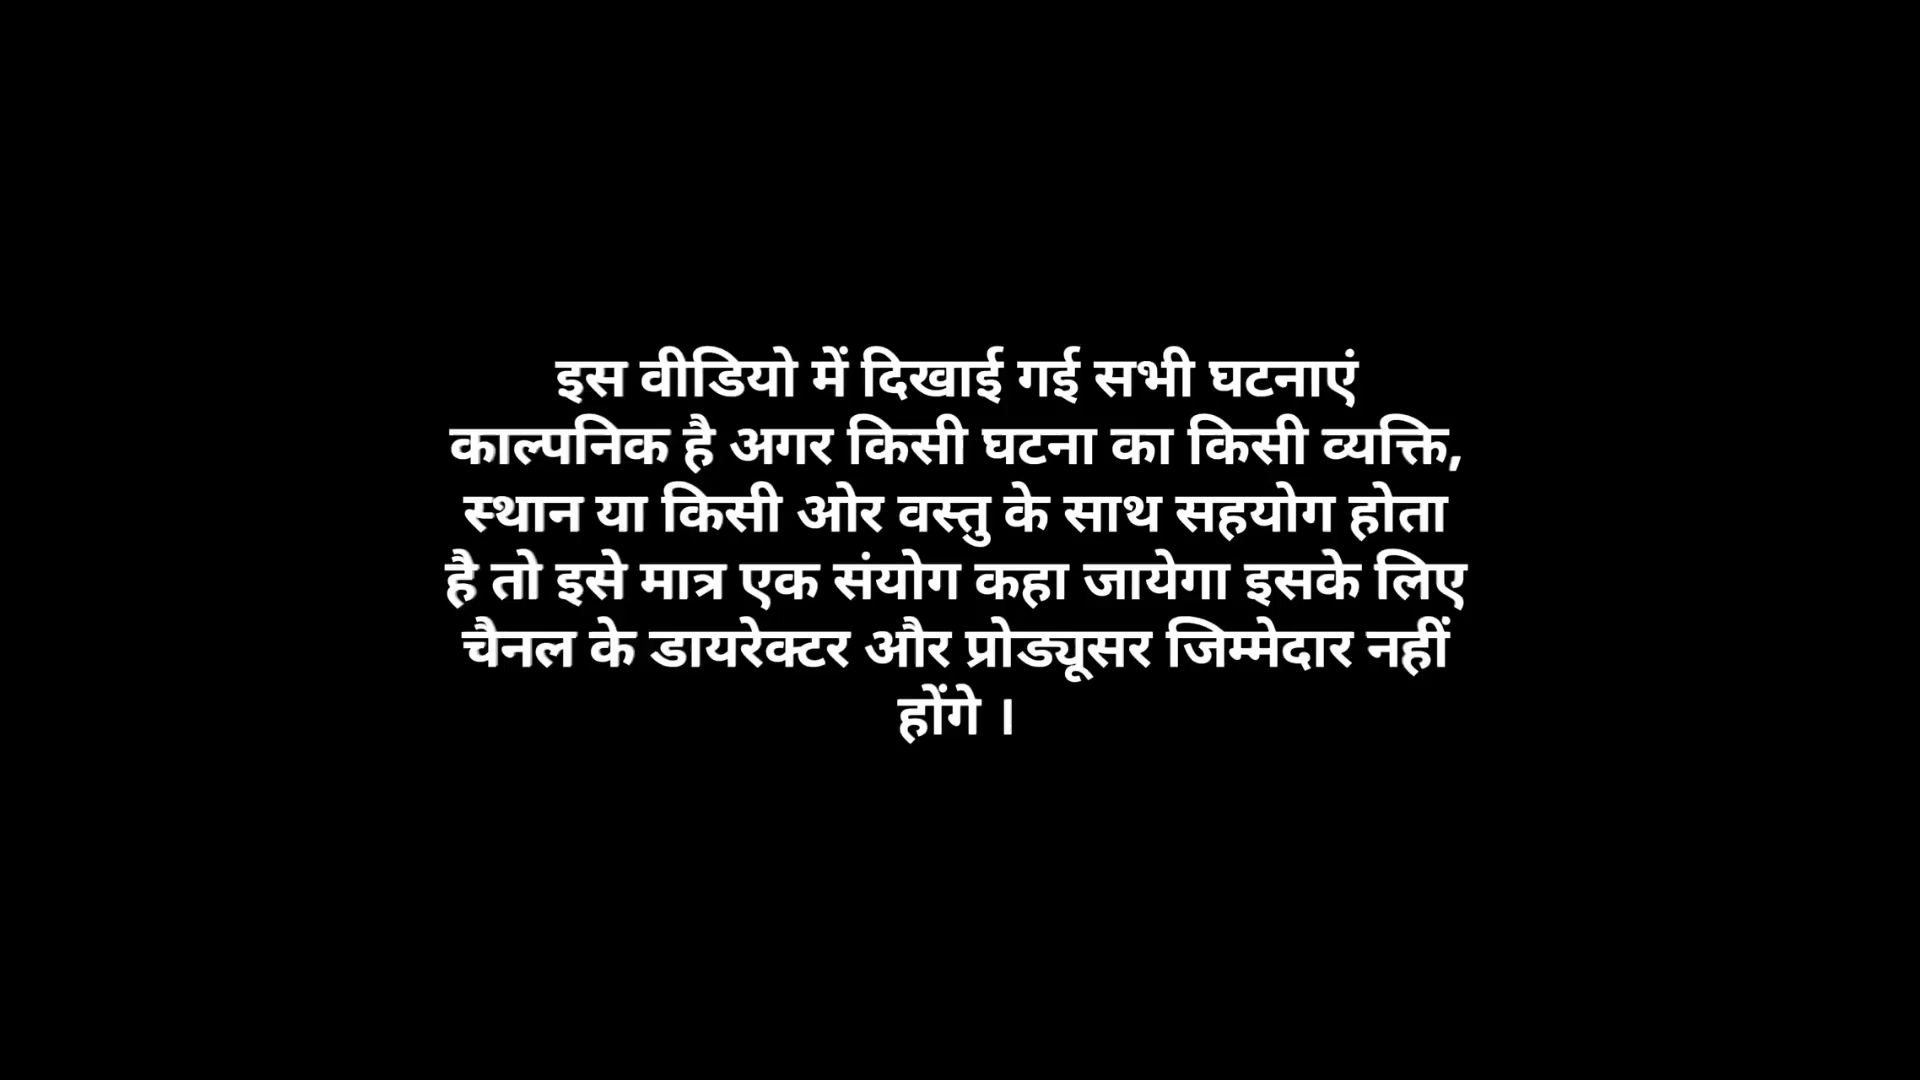 इस वीडियो में दिखाई गई सभी घटनाएं
काल्पनिक है अगर किसी घटना का किसी व्यक्ति,
स्थान या किसी ओर वस्तु के साथ सहयोग होता
है तो इसे मात्र एक संयोग कहा जायेगा इसके लिए
चैनल के डायरेक्टर और प्रोड्यूसर जिम्मेदार नहीं
होंगे ।